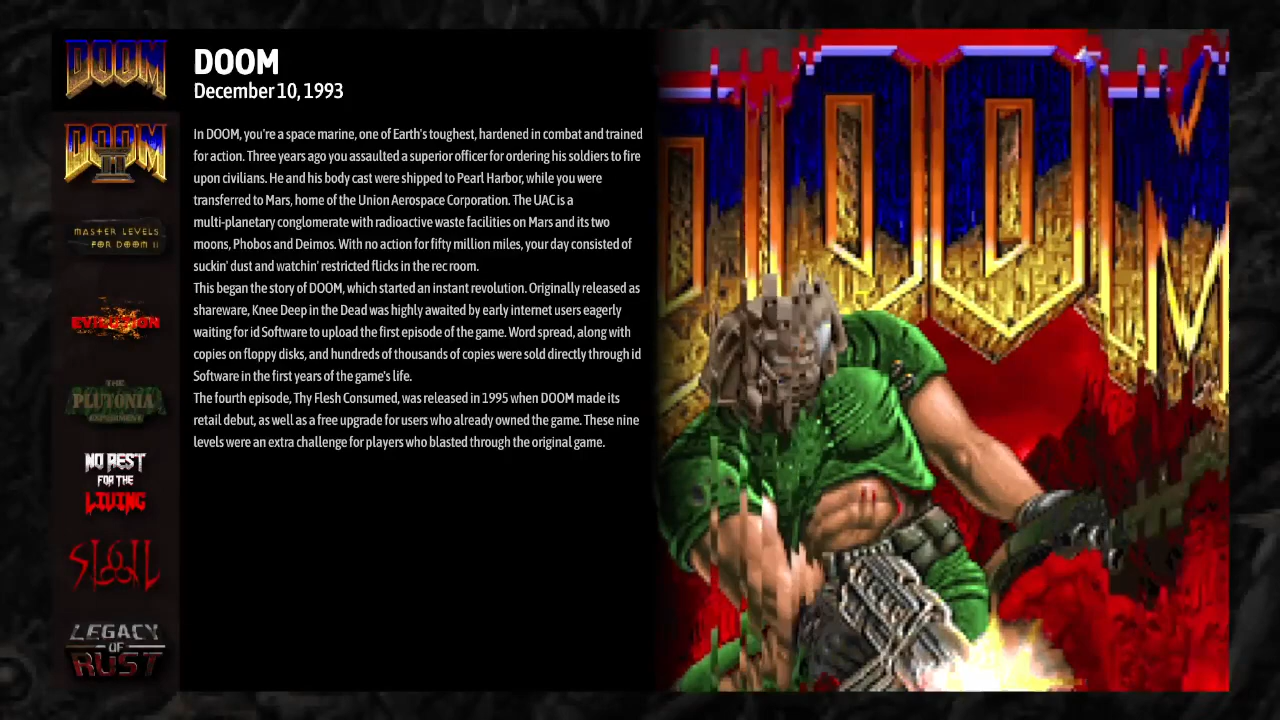 DOOM
DOOM
II
MASTER LEVELS
FOR DOOM II
EVILUTION
THE
PLUTONIA
EXPERIMENT
NO REST
FOR THE
LIVING
SIGIL
LEGACY
OF
RUST
DOOM
December 10, 1993
In DOOM, you're a space marine, one of Earth's toughest, hardened in combat and trained
for action. Three years ago you assaulted a superior officer for ordering his soldiers to fire
upon civilians. He and his body cast were shipped to Pearl Harbor, while you were
transferred to Mars, home of the Union Aerospace Corporation. The UAC is a
multi-planetary conglomerate with radioactive waste facilities on Mars and its two
moons, Phobos and Deimos. With no action for fifty million miles, your day consisted of
suckin' dust and watchin' restricted flicks in the rec room.
This began the story of DOOM, which started an instant revolution. Originally released as
shareware, Knee Deep in the Dead was highly awaited by early internet users eagerly
waiting for id Software to upload the first episode of the game. Word spread, along with
copies on floppy disks, and hundreds of thousands of copies were sold directly through id
Software in the first years of the game's life.
The fourth episode, Thy Flesh Consumed, was released in 1995 when DOOM made its
retail debut, as well as a free upgrade for users who already owned the game. These nine
levels were an extra challenge for players who blasted through the original game.
DOOM